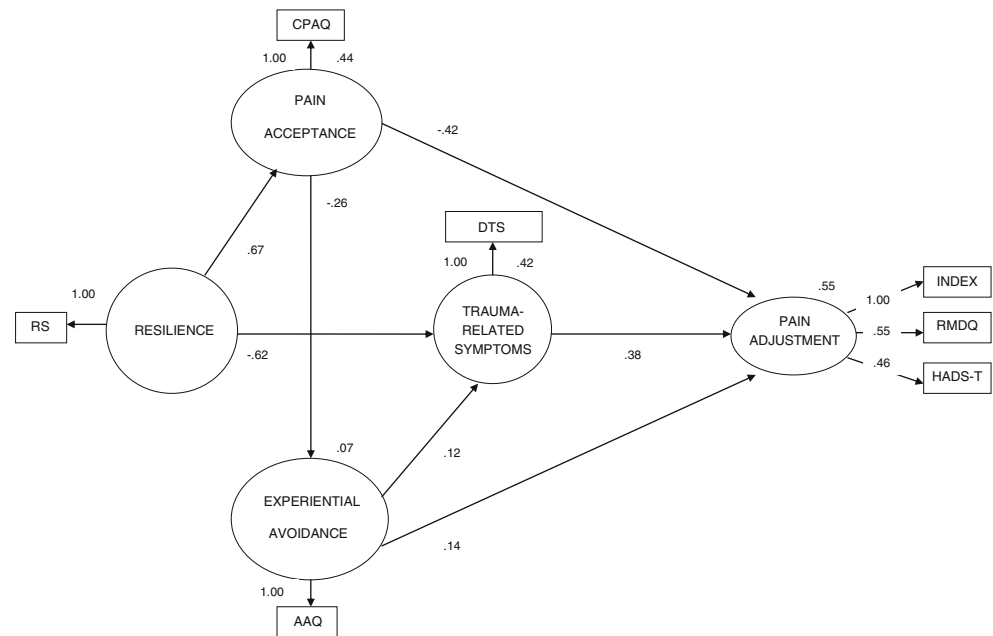 CPAQ
1.00
.44
PAIN
ACCEPTANCE
-.42
-.26
DTS
.67
1.00
.42
.55
INDEX
1.00
1.00
RS
RESILIENCE
TRAUMA-
RELATED
SYMPTOMS
PAIN
ADJUSTMENT
.55
RMDQ
-.62
.38
.46
HADS-T
.07
.12
EXPERIENTIAL
AVOIDANCE
.14
1.00
AAQ